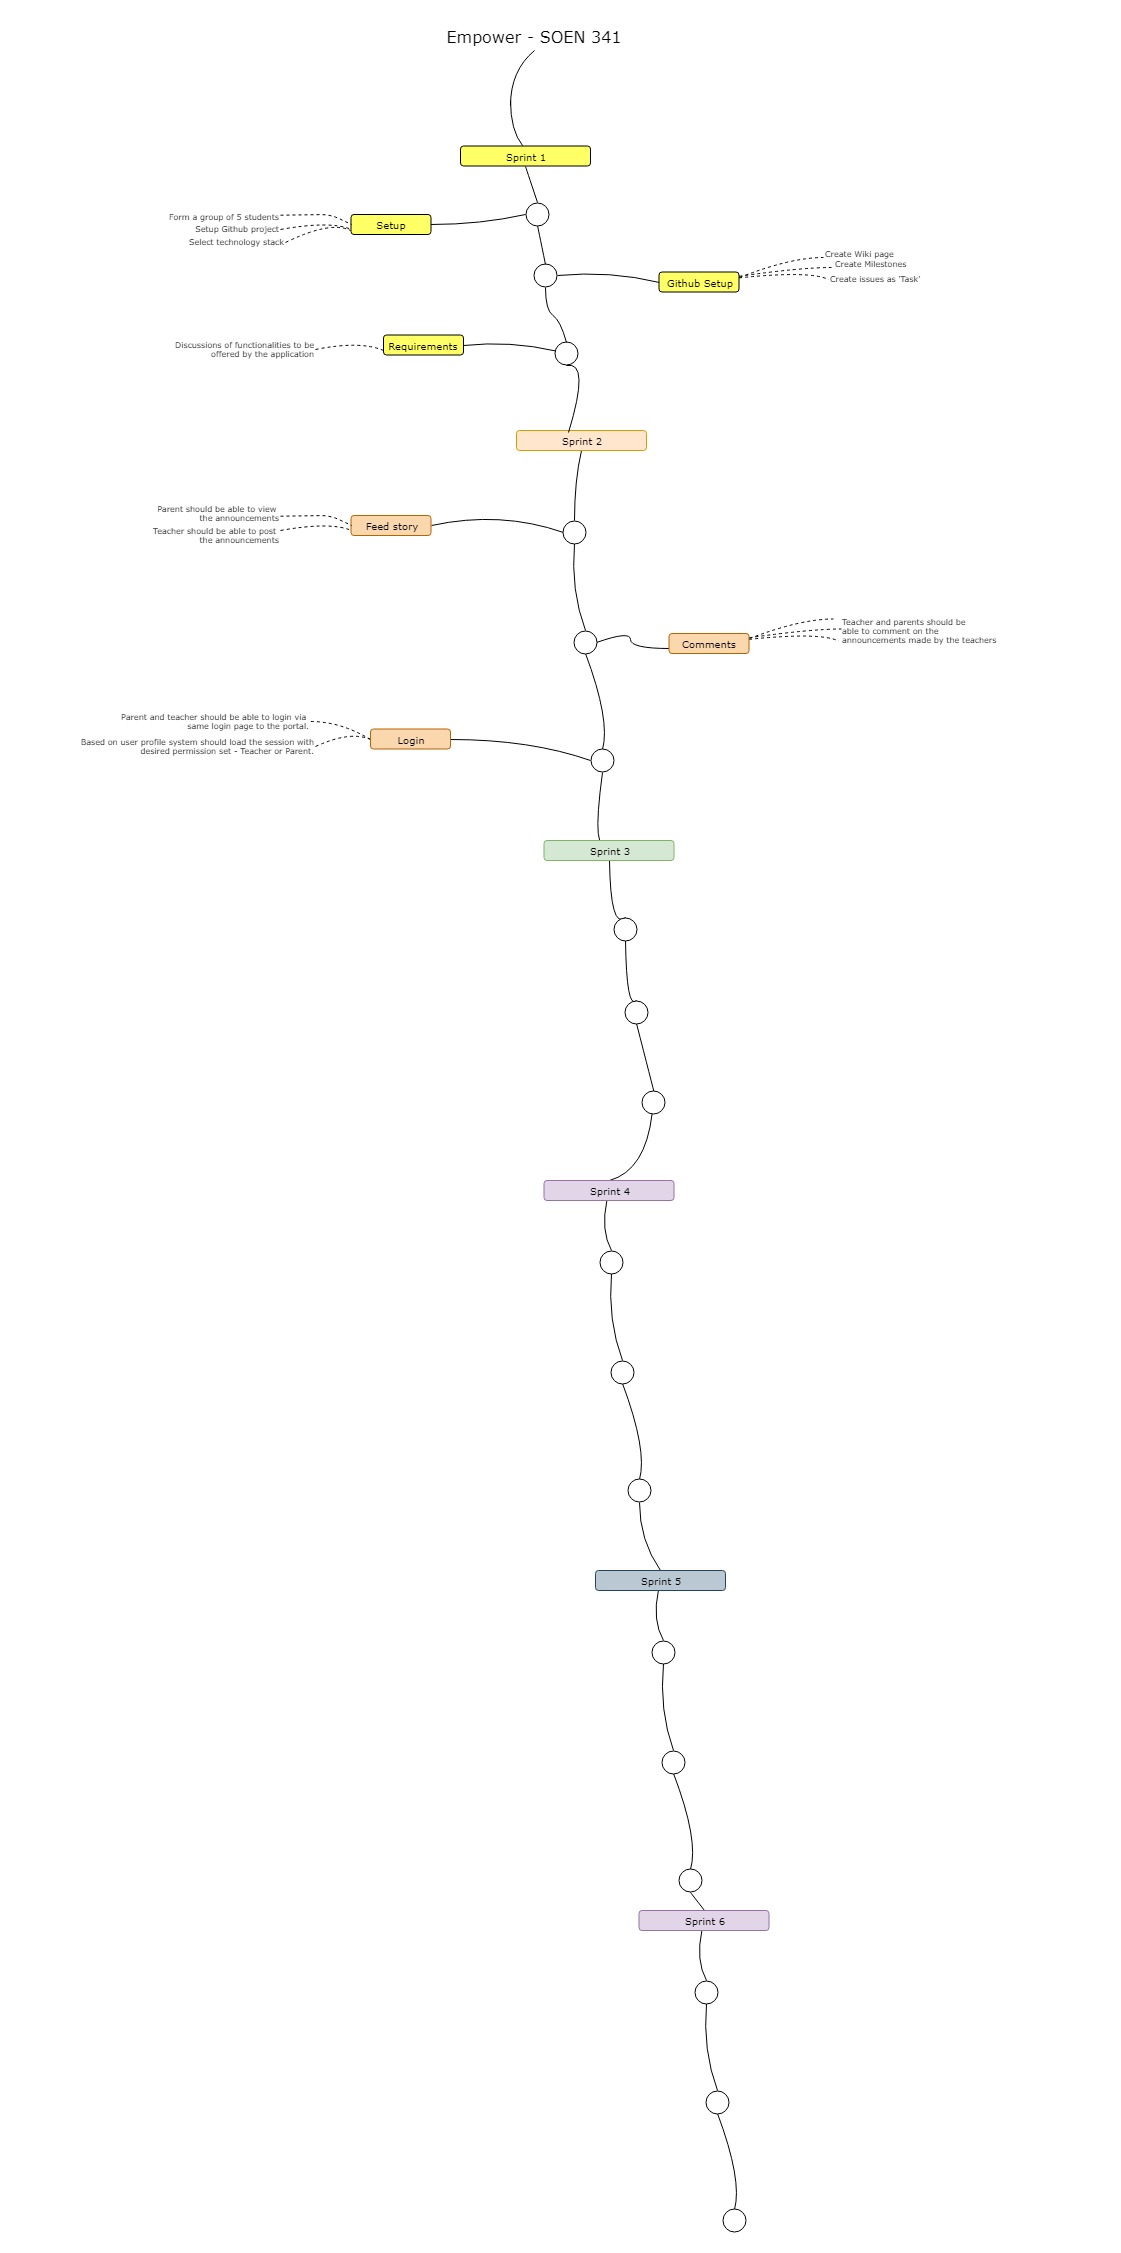 Empower - SOEN 341
Sprint 1
Form a group of 5 students
Setup Github project
Select technology stack
Setup
Github Setup
Create Wiki page
Create Milestones
Create issues as 'Task'
Discussions of functionalities to be
offered by the application
Requirements
Sprint 2
Parent should be able to view
the announcements
Teacher should be able to post
the announcements
Feed story
Comments
Teacher and parents should be
able to comment on the
announcements made by the teachers
Parent and teacher should be able to login via
same login page to the portal.
Based on user profile system should load the session with
desired permission set - Teacher or Parent.
Login
Sprint 3
Sprint 4
Sprint 5
Sprint 6